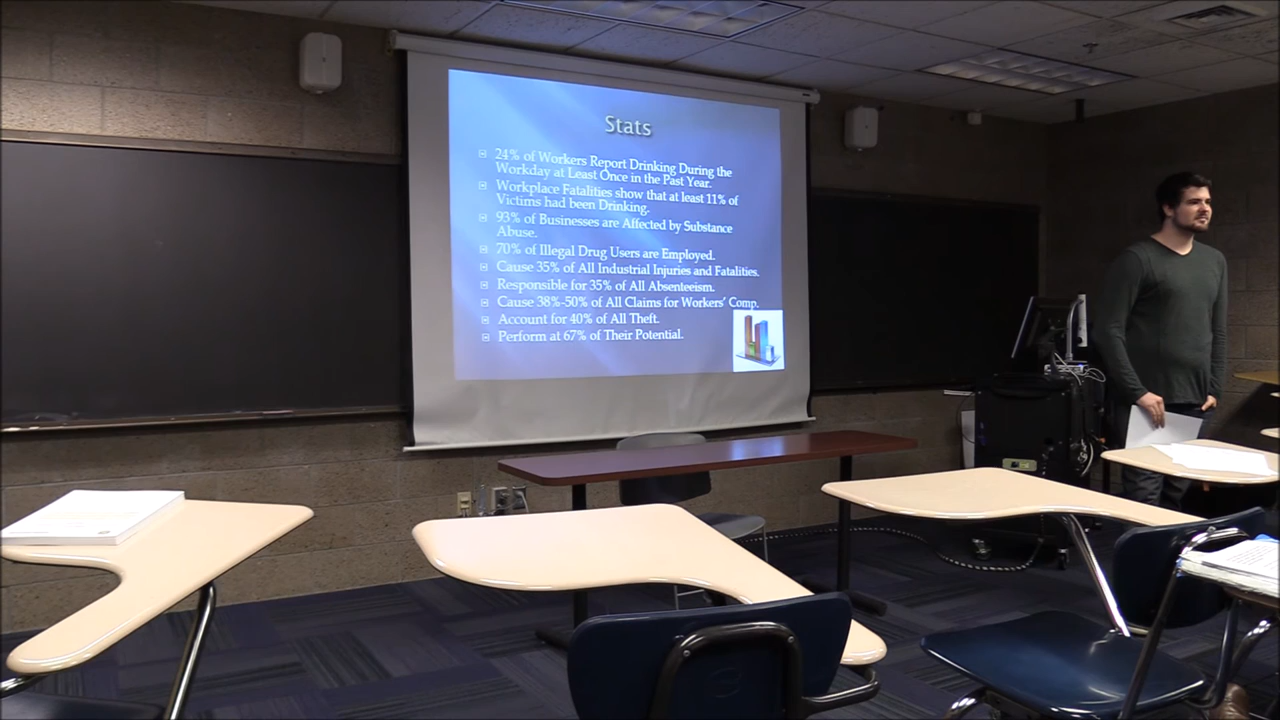 Stats
24% of Workers Report Drinking During the
Workday at Least Once in the Past Year.
Workplace Fatalities show that at least 11% of
Victims had been Drinking.
93% of Businesses are Affected by Substance
Abuse.
70% of Illegal Drug Users are Employed.
Cause 35% of All Industrial Injuries and Fatalities.
Responsible for 35% of All Absenteeism.
Cause 38%-50% of All Claims for Workers' Comp.
Account for 40% of All Theft.
Perform at 67% of Their Potential.